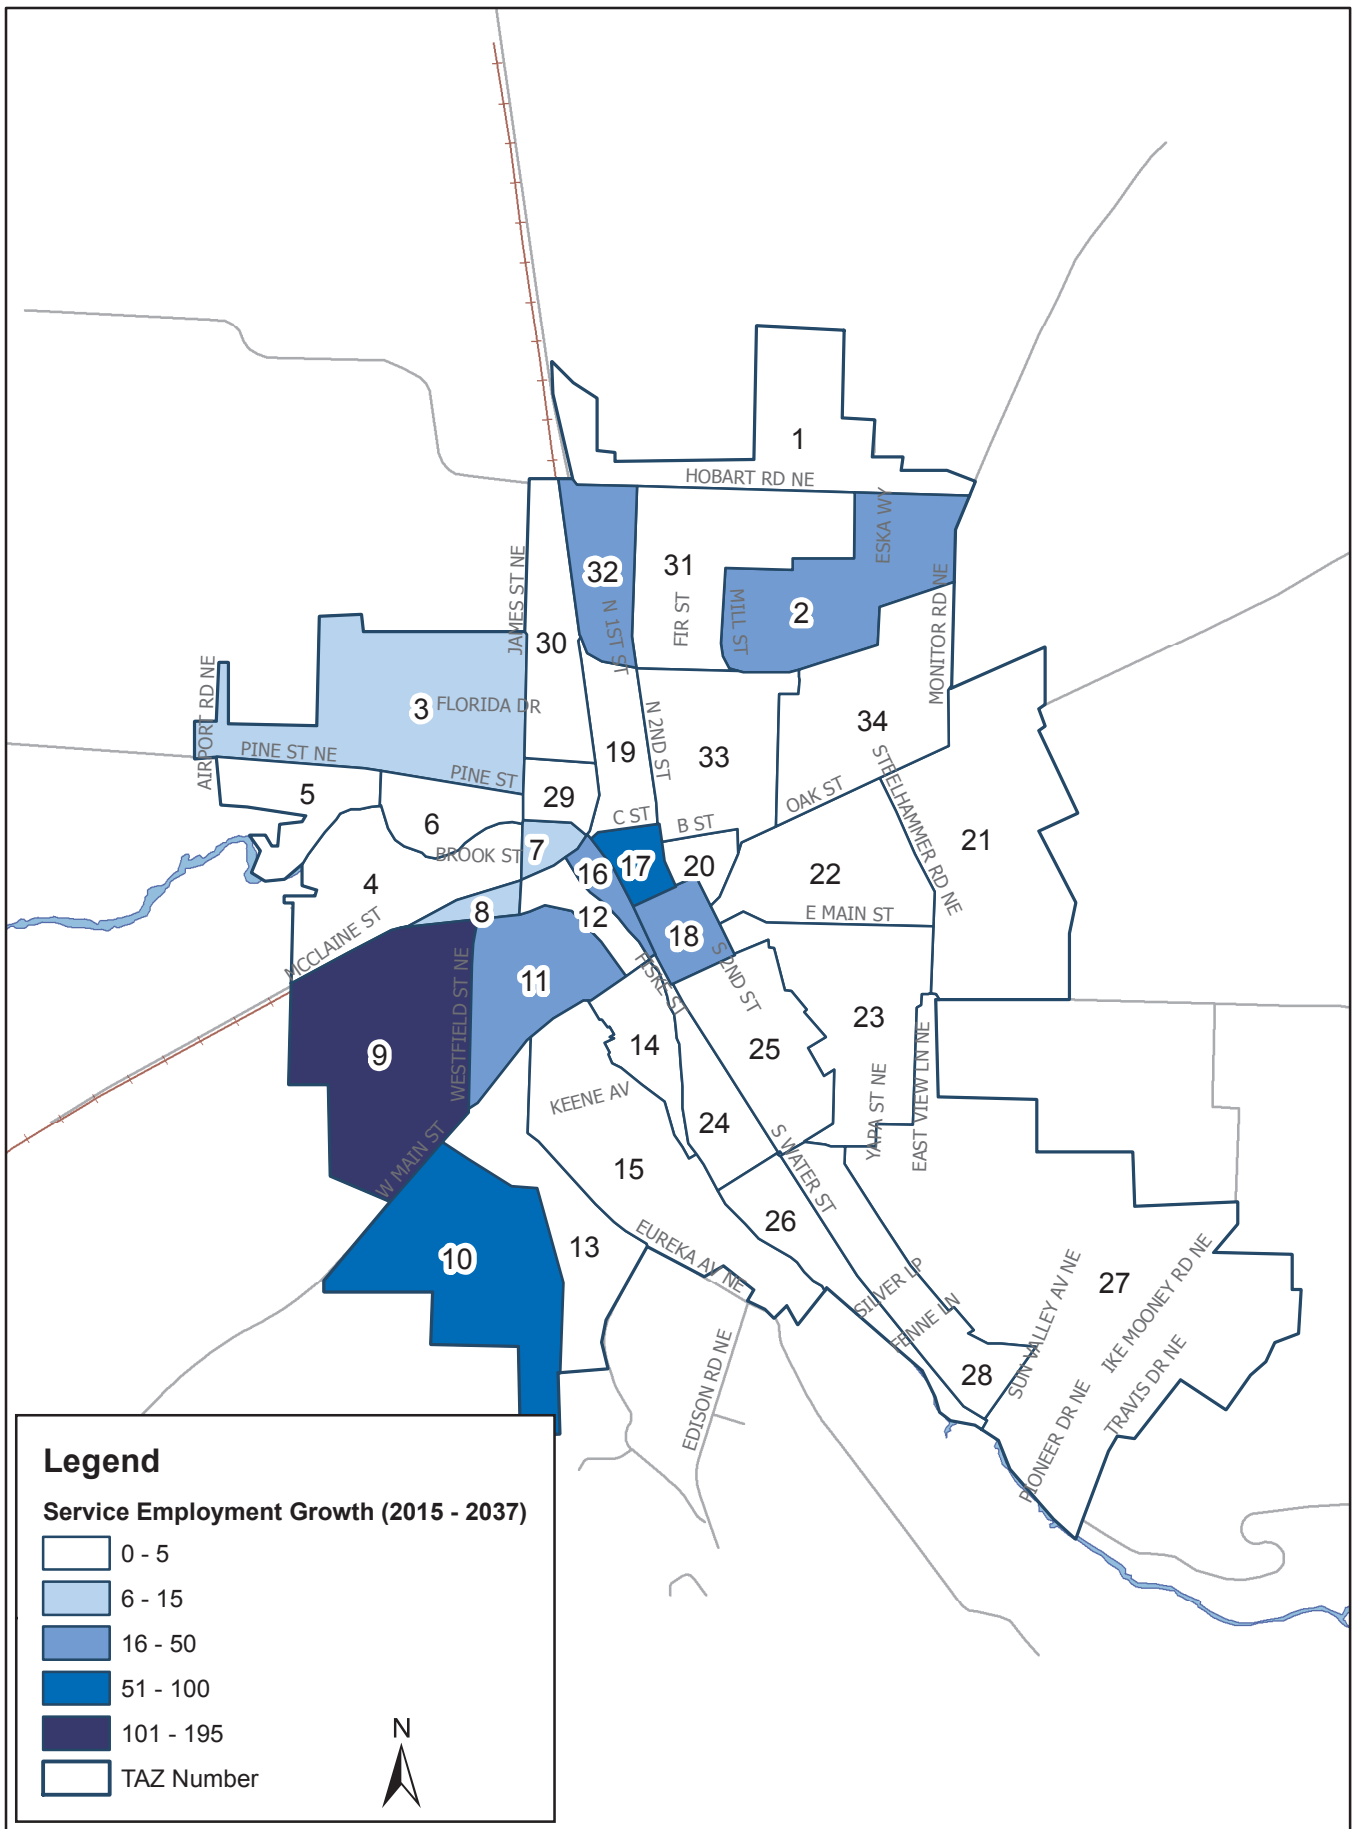 1
HOBART RD NE
ESKA WY
JAMES ST NE
32
31
N 1ST ST
FIR ST
MILL ST
2
MONITOR RD NE
30
AIRPORT RD NE
3
FLORIDA DR
34
PINE ST NE
PINE ST
19
N 2ND ST
33
STEELHAMMER RD NE
5
29
OAK ST
6
C ST
B ST
21
BROOK ST
7
16
17
20
22
4
8
12
E MAIN ST
MCCLAINE ST
18
11
WESTFIELD ST NE
FISKE ST
S 2ND ST
9
14
25
23
YAPA ST NE
EAST VIEW LN NE
KEENE AV
24
W MAIN ST
15
S WATER ST
26
10
13
EUREKA AV NE
SILVER LP
27
FENNE LN
SUN VALLEY AV NE
IKE MOONEY RD NE
EDISON RD NE
28
PIONEER DR NE
TRAVIS DR NE
Legend
Service Employment Growth (2015 - 2037)
0 - 5
6 - 15
16 - 50
51 - 100
101 - 195
TAZ Number
N